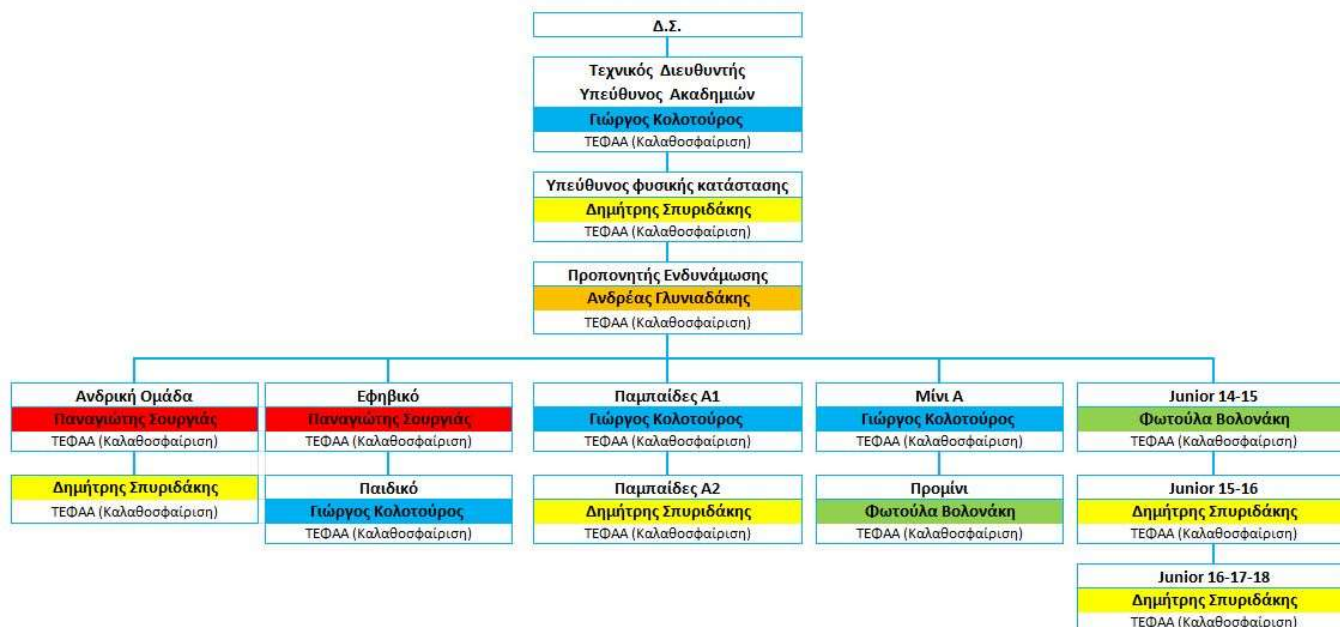 Δ.Σ.
Τεχνικός Διευθυντής
Υπεύθυνος Ακαδημιών
Γιώργος Κολοτούρος
ΤΕΦΑΑ (Καλαθοσφαίριση)
Υπεύθυνος φυσικής κατάστασης
Δημήτρης Σπυριδάκης
ΤΕΦΑΑ (Καλαθοσφαίριση)
Προπονητής Ενδυνάμωσης
Ανδρέας Γλυνιαδάκης
ΤΕΦΑΑ (Καλαθοσφαίριση)
Ανδρική Ομάδα
Παναγιώτης Σουργιάς
ΤΕΦΑΑ (Καλαθοσφαίριση)
Δημήτρης Σπυριδάκης
ΤΕΦΑΑ (Καλαθοσφαίριση)
Εφηβικό
Παναγιώτης Σουργιάς
ΤΕΦΑΑ (Καλαθοσφαίριση)
Παιδικό
Γιώργος Κολοτούρος
ΤΕΦΑΑ (Καλαθοσφαίριση)
Παμπαίδες Α1
Γιώργος Κολοτούρος
ΤΕΦΑΑ (Καλαθοσφαίριση)
Παμπαίδες Α2
Δημήτρης Σπυριδάκης
ΤΕΦΑΑ (Καλαθοσφαίριση)
Μίνι Α
Γιώργος Κολοτούρος
ΤΕΦΑΑ (Καλαθοσφαίριση)
Προμίνι
Φωτούλα Βολονάκη
ΤΕΦΑΑ (Καλαθοσφαίριση)
Junior 14-15
Φωτούλα Βολονάκη
ΤΕΦΑΑ (Καλαθοσφαίριση)
Junior 15-16
Δημήτρης Σπυριδάκης
ΤΕΦΑΑ (Καλαθοσφαίριση)
Junior 16-17-18
Δημήτρης Σπυριδάκης
ΤΕΦΑΑ (Καλαθοσφαίριση)